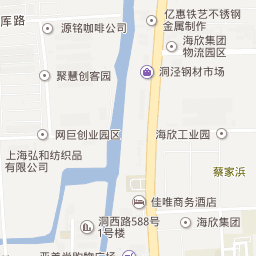 库路
源铭咖啡公司
亿惠铁艺不锈钢
金属制作
海欣集团
物流园区
聚慧创客园
洞泾钢材市场
网巨创业园区
海欣工业园
上海弘和纺织品
有限公司
蔡家浜
佳唯商务酒店
洞西路588号
1号楼
海欣集团